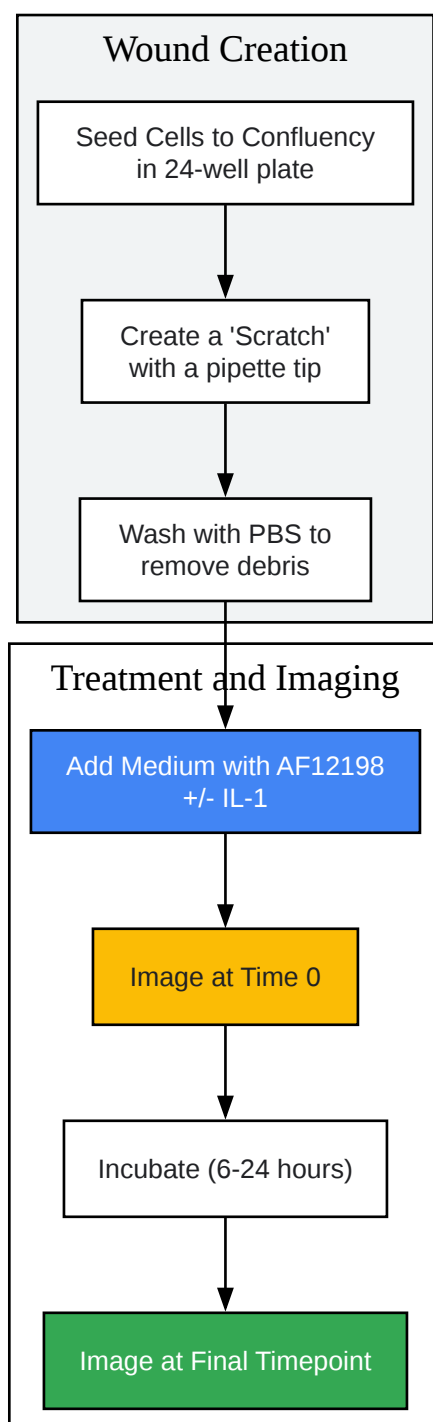 Wound Creation
Seed Cells to Confluency
in 24-well plate
Create a 'Scratch'
with a pipette tip
Wash with PBS to
remove debris
Treatment and Imaging
Add Medium with AF12198
+/- IL-1
Image at Time 0
Incubate (6-24 hours)
Image at Final Timepoint